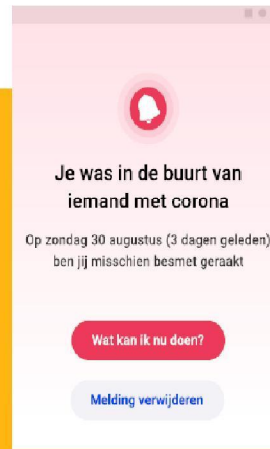 Je was in de buurt van
iemand met corona
Op zondag 30 augustus (3 dagen geleden)
ben jij misschien besmet geraakt
Wat kan ik nu doen?
Melding verwijderen